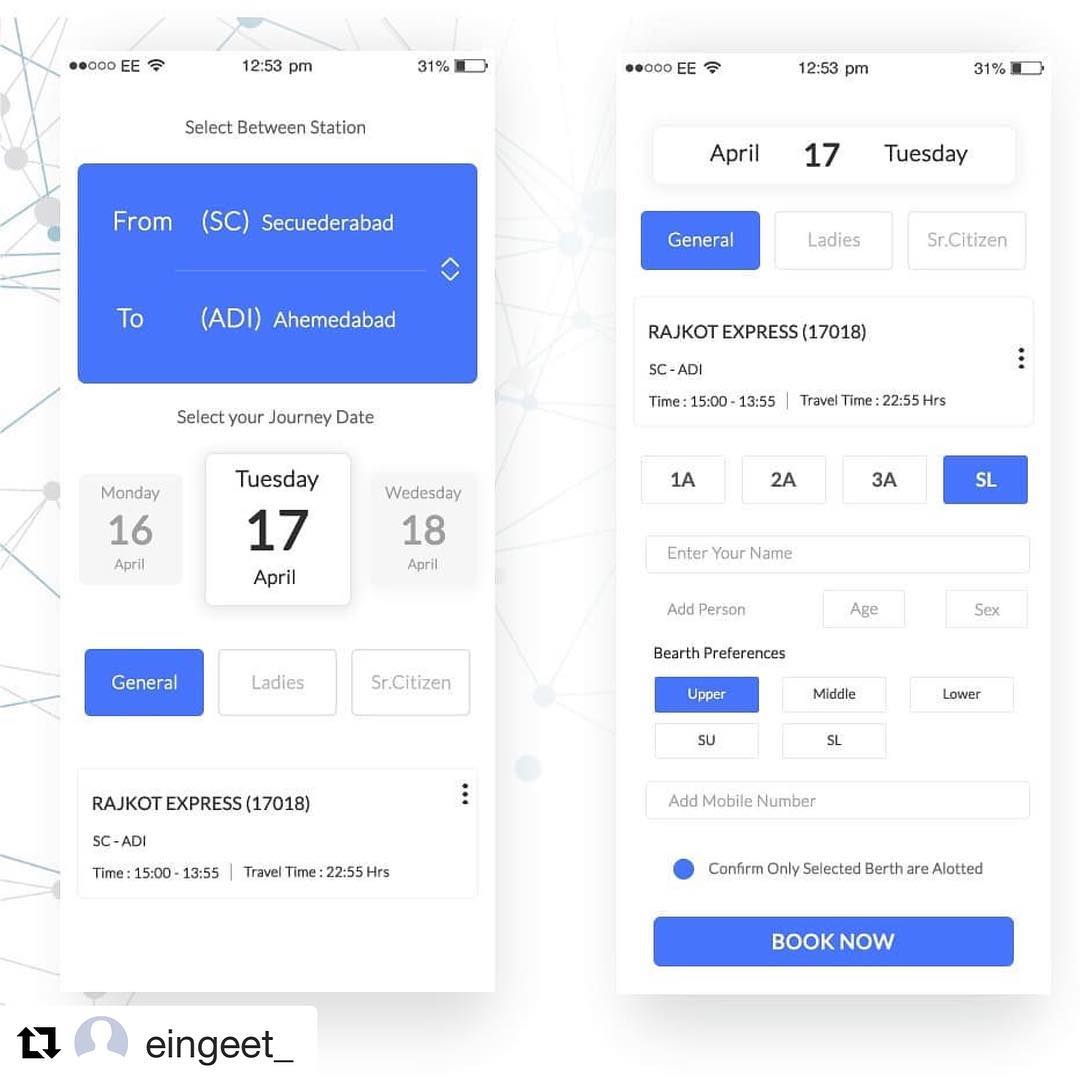 EE 12:53 pm 31%
Select Between Station
From (SC) Secuederabad
To (ADI) Ahemedabad
Select your Journey Date
Monday
16
April
Tuesday
17
April
Wedesday
18
April
General Ladies Sr.Citizen
RAJKOT EXPRESS (17018)
SC - ADI
Time : 15:00 - 13:55 | Travel Time : 22:55 Hrs
EE 12:53 pm 31%
April 17 Tuesday
General Ladies Sr.Citizen
RAJKOT EXPRESS (17018)
SC - ADI
Time : 15:00 - 13:55 | Travel Time : 22:55 Hrs
1A 2A 3A SL
Enter Your Name
Add Person Age Sex
Bearth Preferences
Upper Middle Lower
SU SL
Add Mobile Number
Confirm Only Selected Berth are Alotted
BOOK NOW
eingeet_